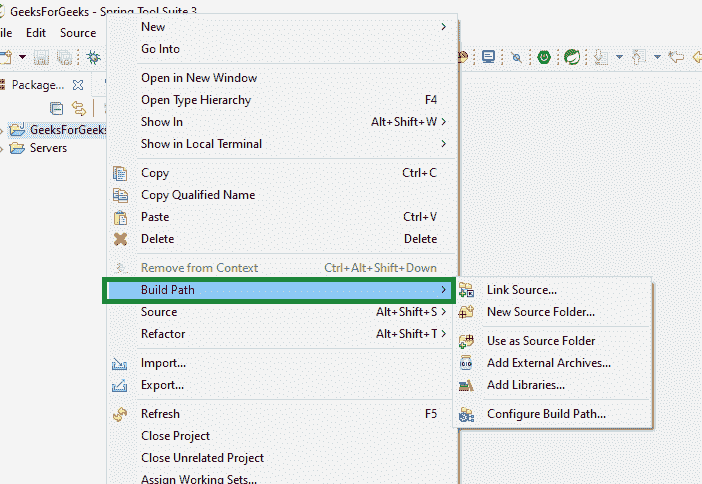 GeeksForGeeks - Spring Tool Suite 3
File Edit Source
Package...
GeeksForGeeks
Servers
New
Go Into
Open in New Window
Open Type Hierarchy F4
Show In Alt+Shift+W
Show in Local Terminal
Copy Ctrl+C
Copy Qualified Name
Paste Ctrl+V
Delete Delete
Remove from Context Ctrl+Alt+Shift+Down
Build Path
Source Alt+Shift+S
Refactor Alt+Shift+T
Import...
Export...
Refresh F5
Close Project
Close Unrelated Project
Assign Working Sets...
Link Source...
New Source Folder...
Use as Source Folder
Add External Archives...
Add Libraries...
Configure Build Path...